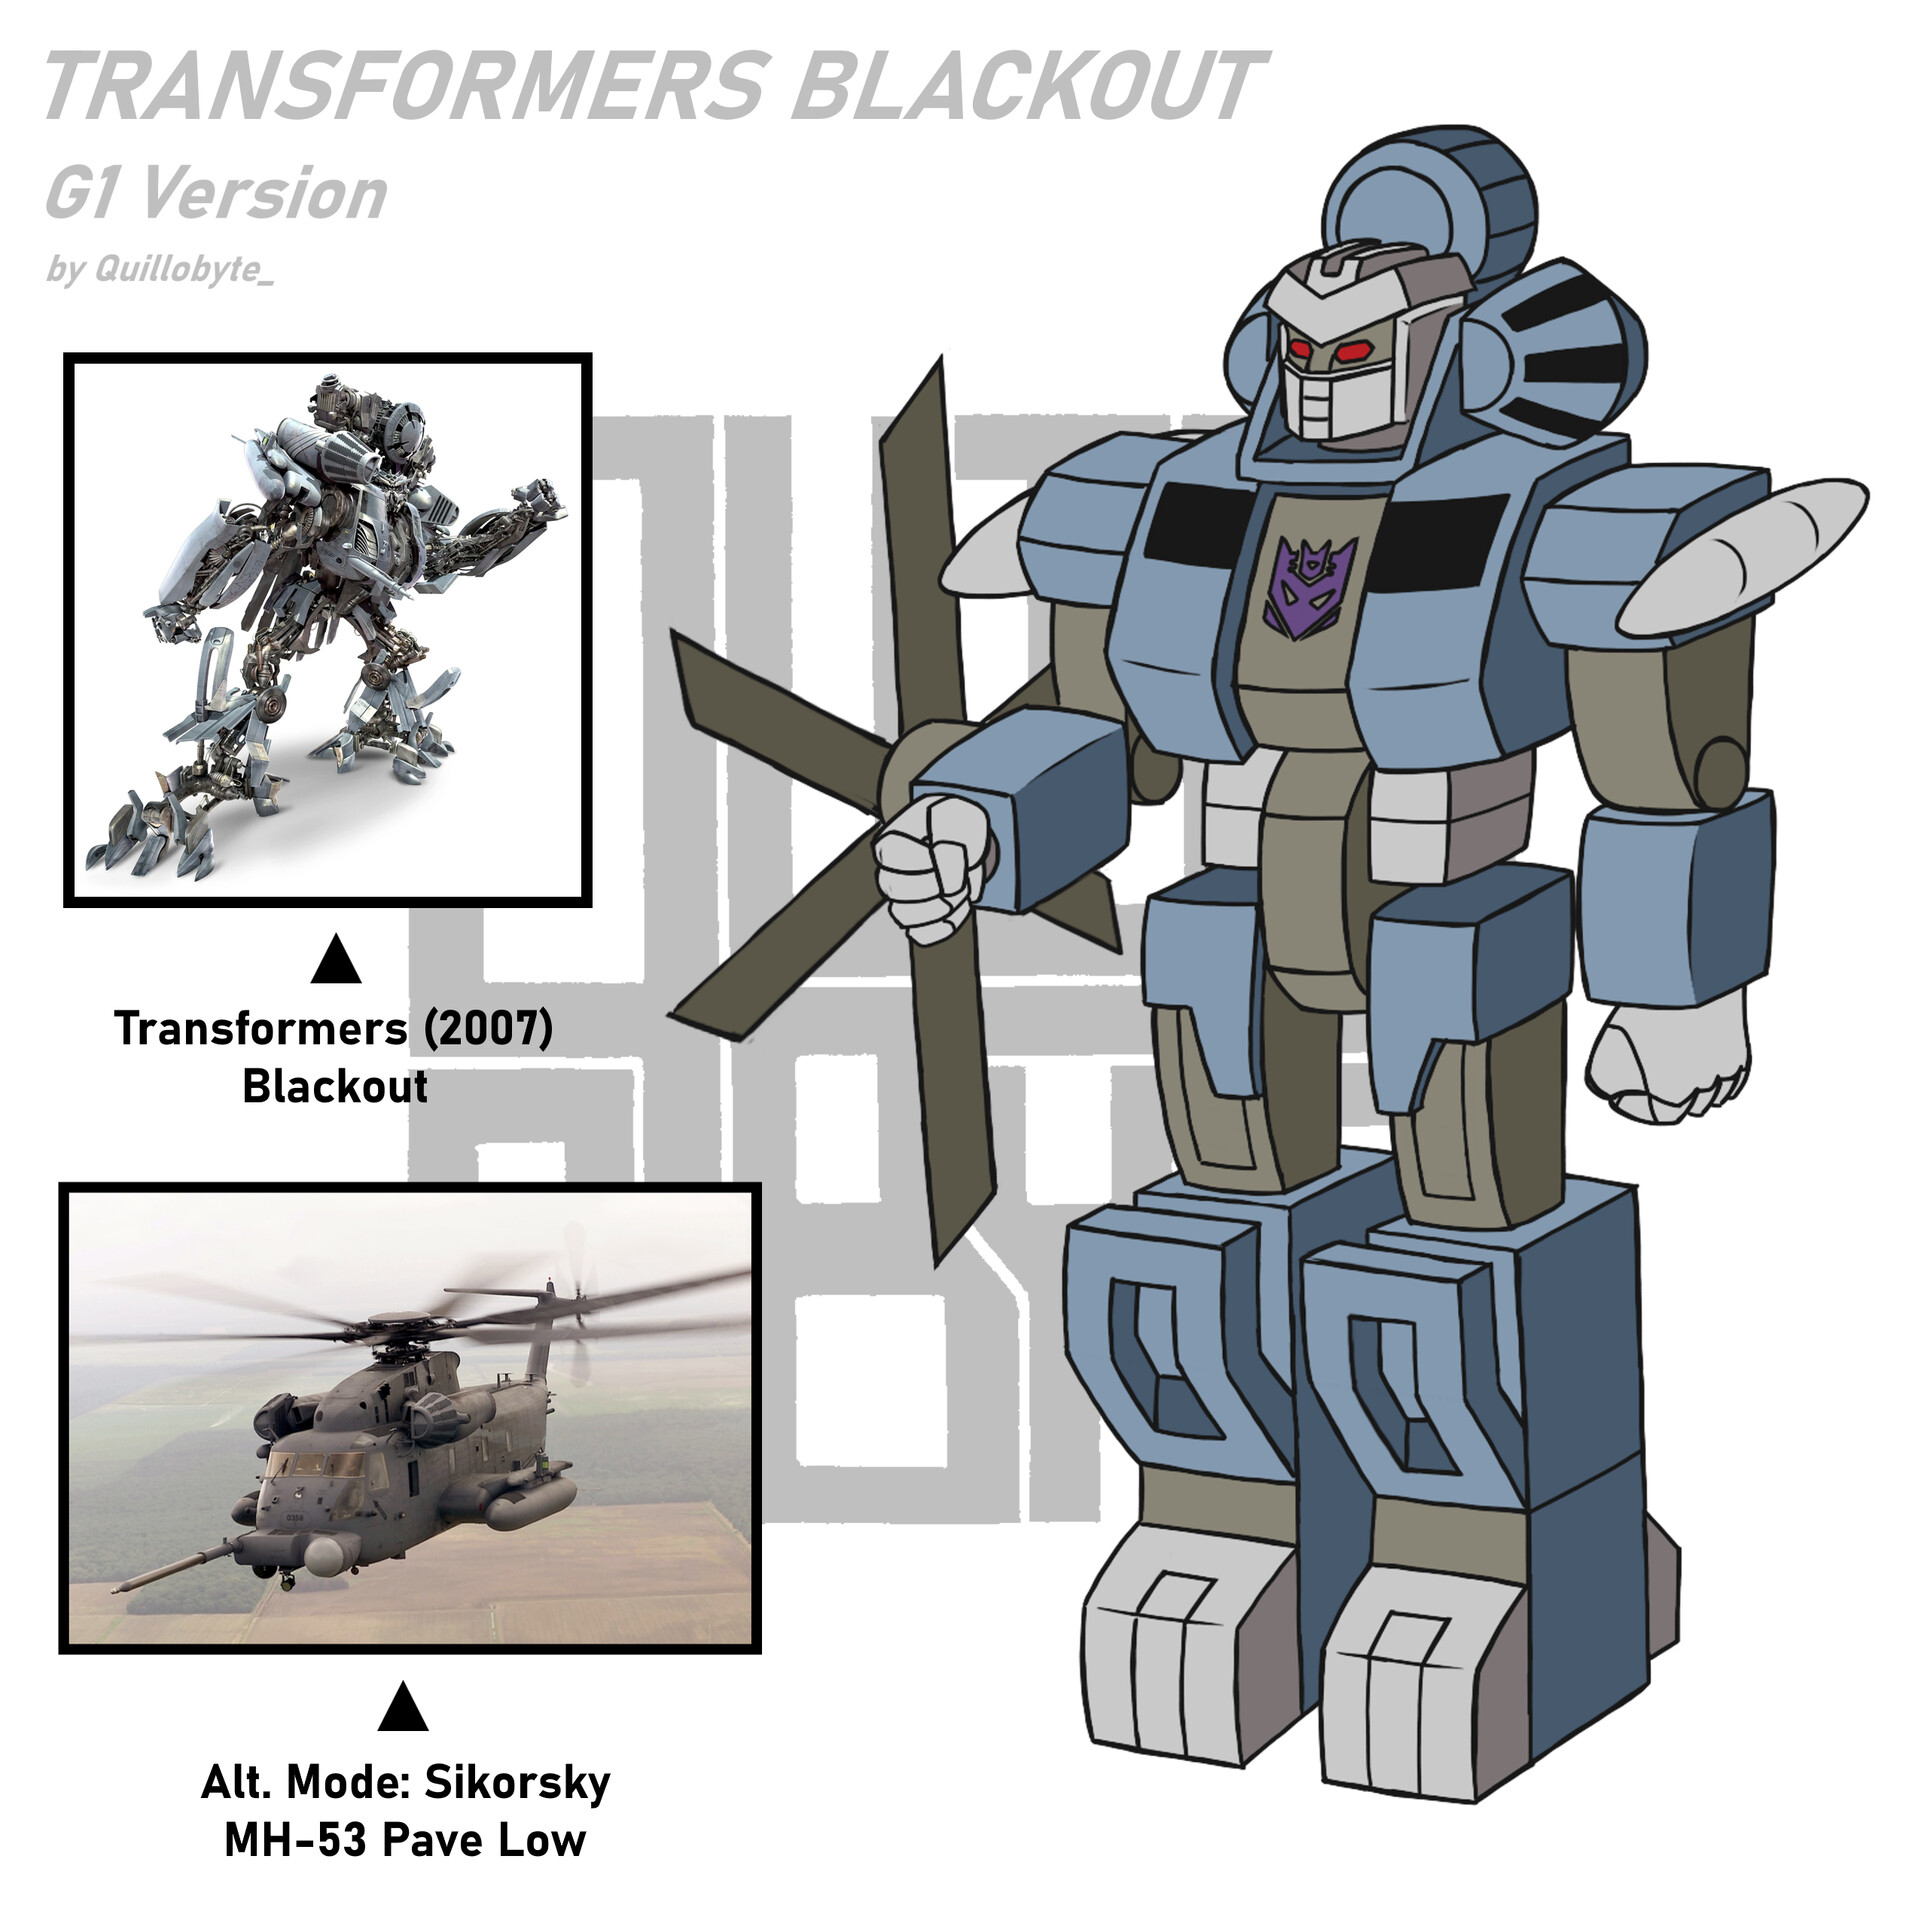 TRANSFORMERS BLACKOUT
G1 Version
by Quillobyte_
Transformers (2007)
Blackout
Alt. Mode: Sikorsky
MH-53 Pave Low